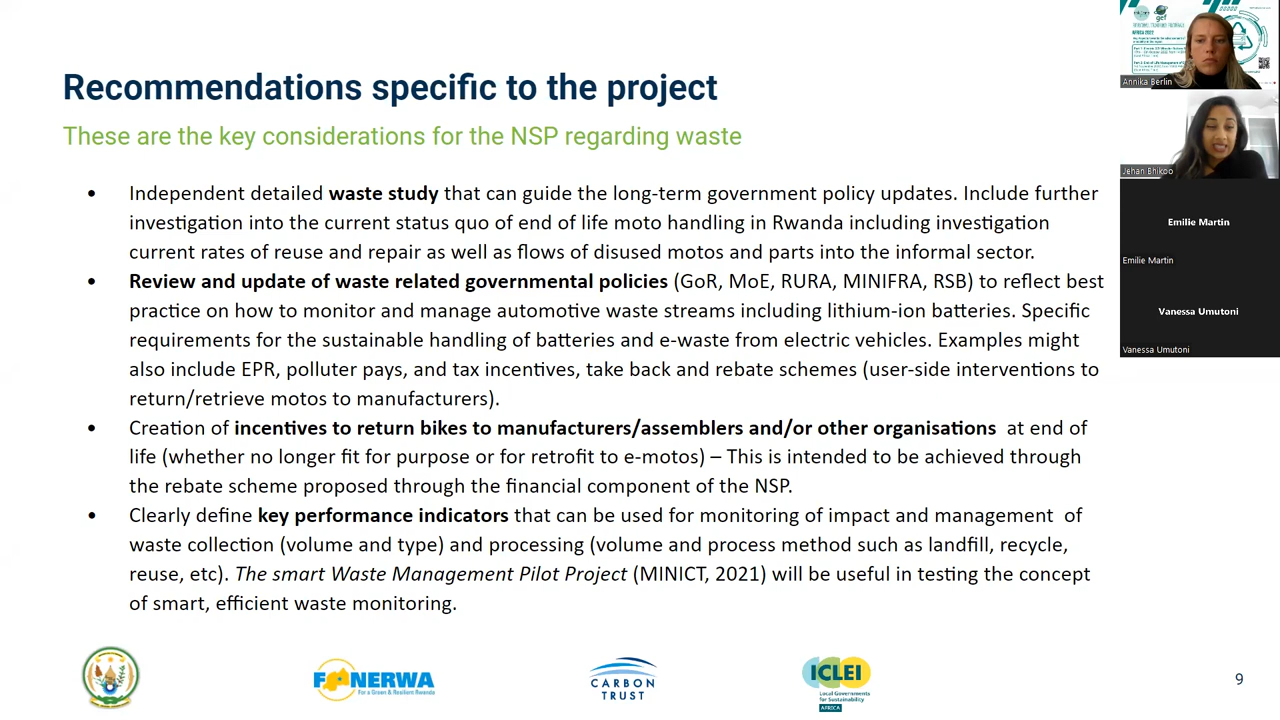 Recommendations specific to the project
These are the key considerations for the NSP regarding waste
• Independent detailed waste study that can guide the long-term government policy updates. Include further
investigation into the current status quo of end of life moto handling in Rwanda including investigation
current rates of reuse and repair as well as flows of disused motos and parts into the informal sector.
• Review and update of waste related governmental policies (GoR, MoE, RURA, MINIFRA, RSB) to reflect best
practice on how to monitor and manage automotive waste streams including lithium-ion batteries. Specific
requirements for the sustainable handling of batteries and e-waste from electric vehicles. Examples might
also include EPR, polluter pays, and tax incentives, take back and rebate schemes (user-side interventions to
return/retrieve motos to manufacturers).
• Creation of incentives to return bikes to manufacturers/assemblers and/or other organisations at end of
life (whether no longer fit for purpose or for retrofit to e-motos) – This is intended to be achieved through
the rebate scheme proposed through the financial component of the NSP.
• Clearly define key performance indicators that can be used for monitoring of impact and management of
waste collection (volume and type) and processing (volume and process method such as landfill, recycle,
reuse, etc). The smart Waste Management Pilot Project (MINICT, 2021) will be useful in testing the concept
of smart, efficient waste monitoring.
FONERWA
For a Green & Resilient Rwanda
CARBON
TRUST
ICLEI
Local Governments
for Sustainability
AFRICA
9
gef
AFRICA 2022
Annika Berlin
Jehan Bhikoo
Emilie Martin
Emilie Martin
Vanessa Umutoni
Vanessa Umutoni